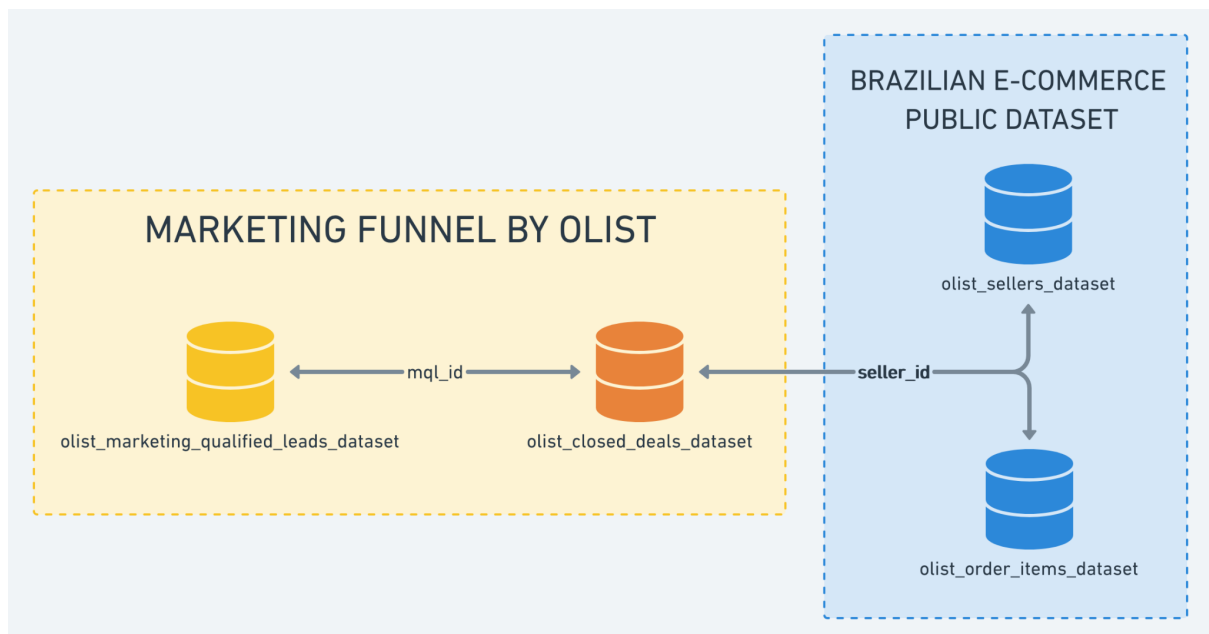 BRAZILIAN E-COMMERCE
PUBLIC DATASET
olist_sellers_dataset
MARKETING FUNNEL BY OLIST
mql_id
seller_id
olist_marketing_qualified_leads_dataset
olist_closed_deals_dataset
olist_order_items_dataset